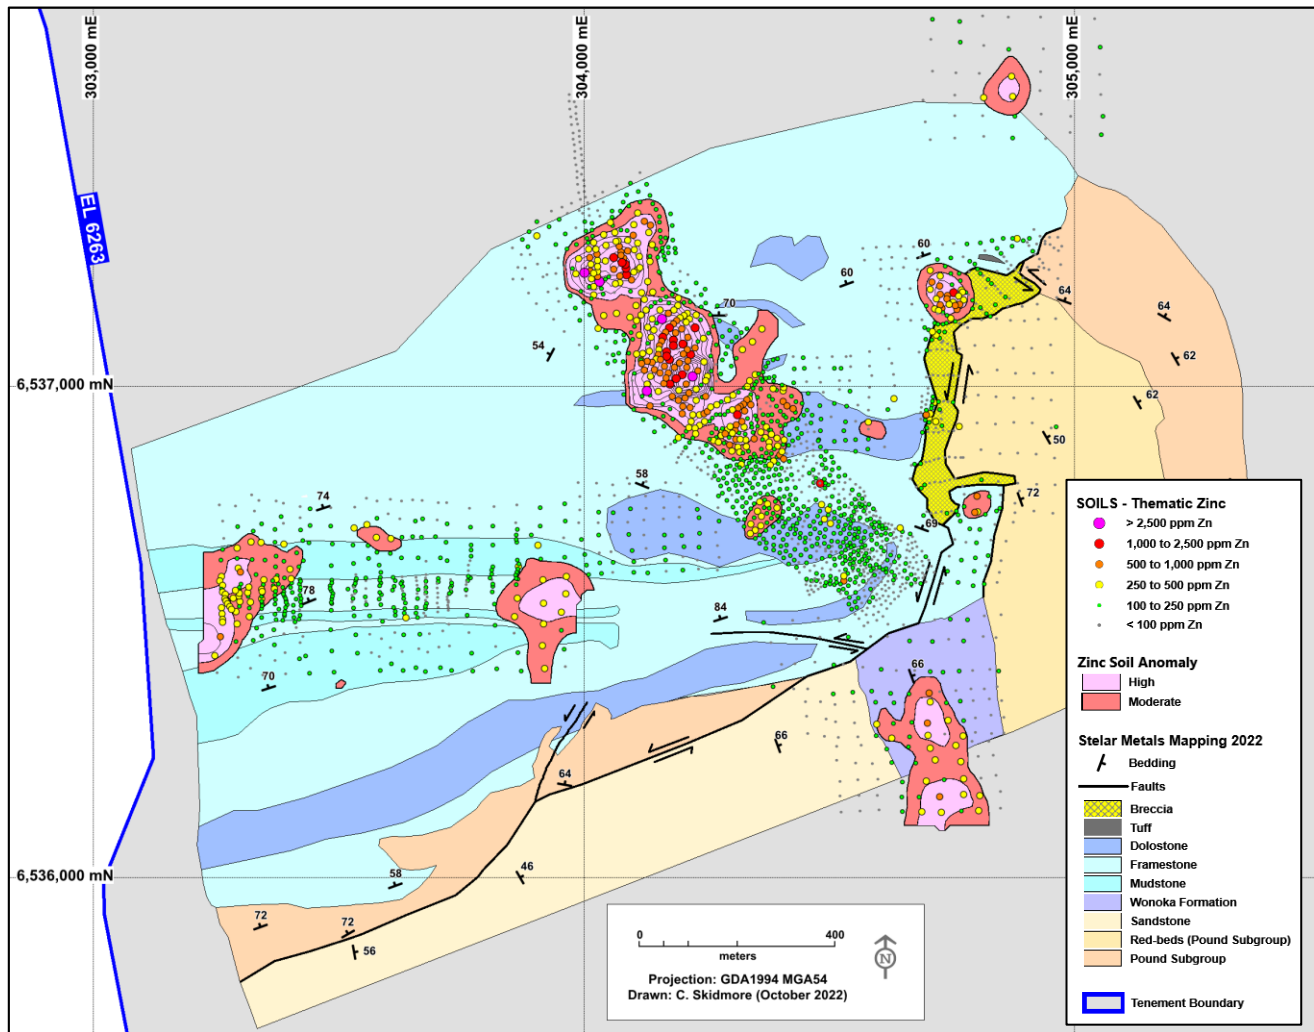 303,000 mE
304,000 mE
305,000 mE
EL 6263
60
60
64
64
70
54
62
6,537,000 mN
62
50
58
74
72
69
78
84
70
66
66
64
46
6,536,000 mN
58
72
72
56
SOILS - Thematic Zinc
> 2,500 ppm Zn
1,000 to 2,500 ppm Zn
500 to 1,000 ppm Zn
250 to 500 ppm Zn
100 to 250 ppm Zn
< 100 ppm Zn
Zinc Soil Anomaly
High
Moderate
Stelar Metals Mapping 2022
Bedding
Faults
Breccia
Tuff
Dolostone
Framestone
Mudstone
Wonoka Formation
Sandstone
Red-beds (Pound Subgroup)
Pound Subgroup
Tenement Boundary
0 400
meters
N
Projection: GDA1994 MGA54
Drawn: C. Skidmore (October 2022)